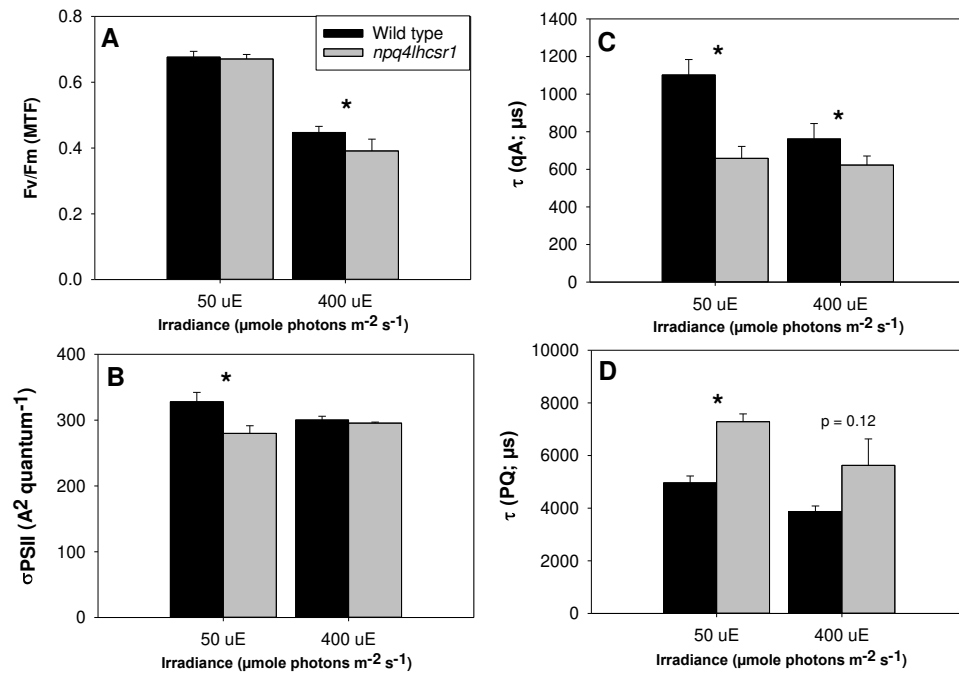 A
Wild type
npq4lhcsr1
*
0.8
0.6
0.4
0.2
0.0
Fv/Fm (MTF)
50 uE
400 uE
Irradiance (µmole photons m-2 s-1)
C
*
*
1400
1200
1000
800
600
400
200
0
τ (qA; µs)
50 uE
400 uE
Irradiance (µmole photons m-2 s-1)
B
*
400
300
200
100
0
σPSII (A2 quantum-1)
50 uE
400 uE
Irradiance (µmole photons m-2 s-1)
D
*
p = 0.12
10000
8000
6000
4000
2000
0
τ (PQ; µs)
50 uE
400 uE
Irradiance (µmole photons m-2 s-1)